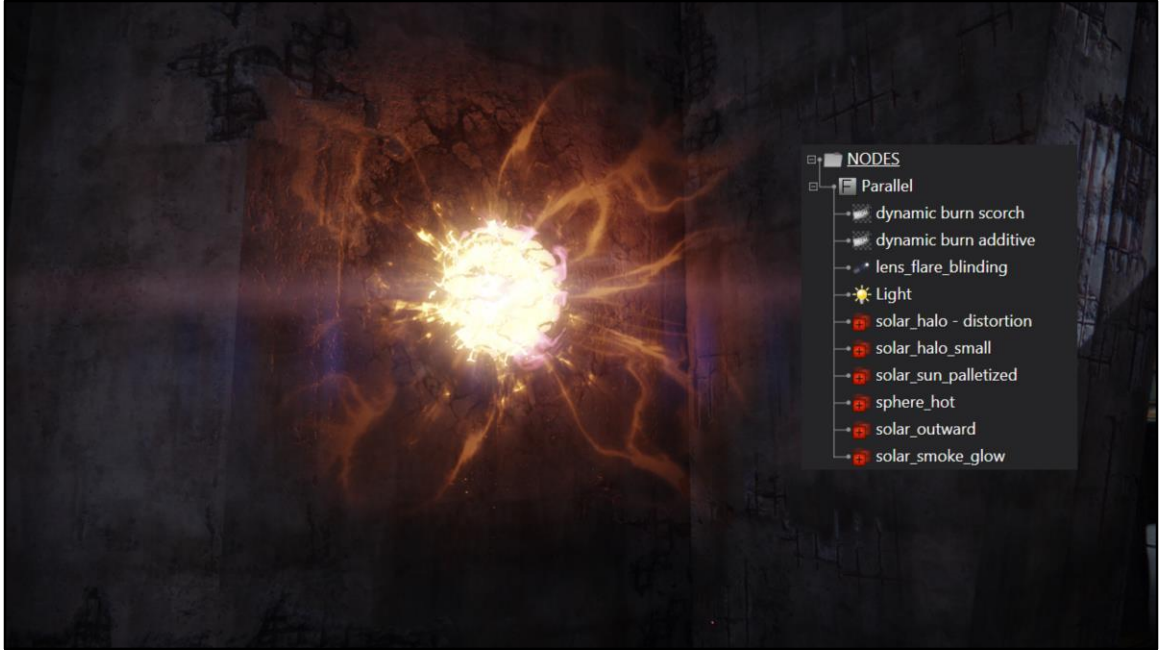 NODES
Parallel
dynamic burn scorch
dynamic burn additive
lens_flare_blinding
Light
solar_halo - distortion
solar_halo_small
solar_sun_palletized
sphere_hot
solar_outward
solar_smoke_glow